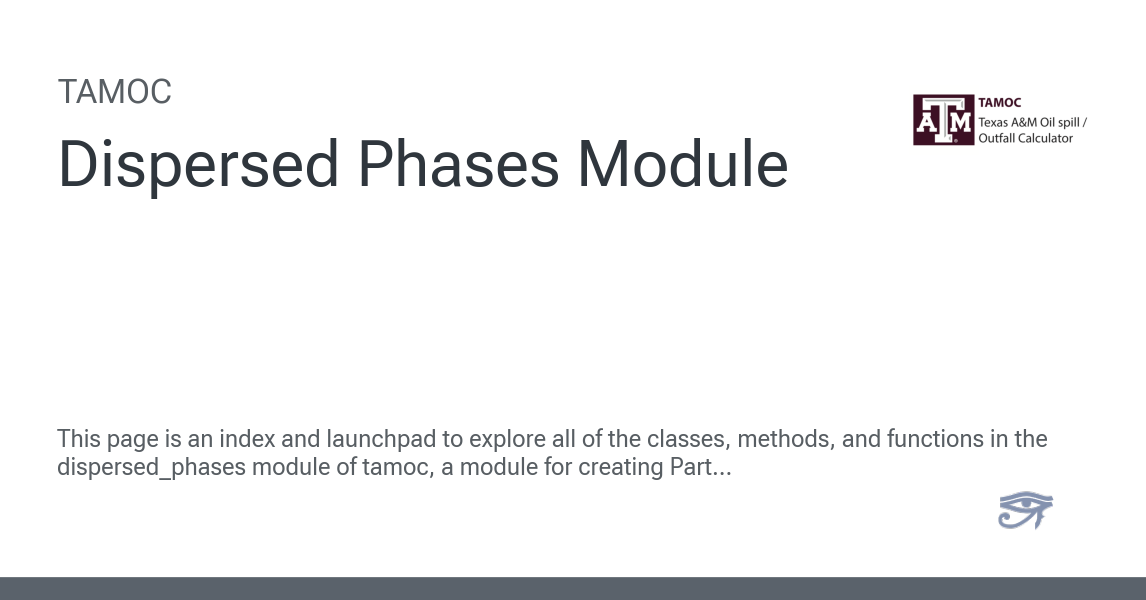 TAMOC
Dispersed Phases Module
ATM
TAMOC
Texas A&M Oil spill /
Outfall Calculator
This page is an index and launchpad to explore all of the classes, methods, and functions in the
dispersed_phases module of tamoc, a module for creating Part...